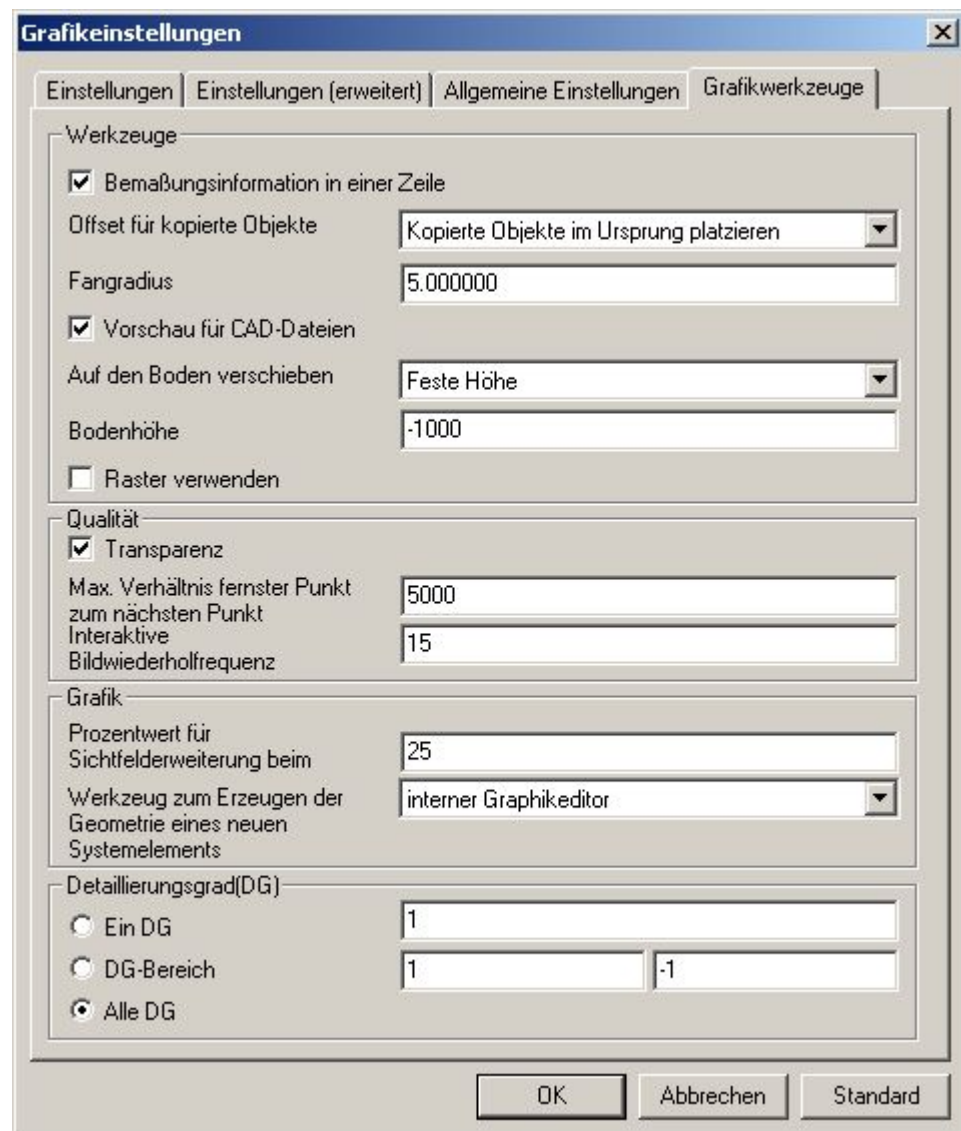 Grafikeinstellungen
Einstellungen Einstellungen (erweitert) Allgemeine Einstellungen Grafikwerkzeuge
Werkzeuge
Bemaßungsinformation in einer Zeile
Offset für kopierte Objekte Kopierte Objekte im Ursprung platzieren
Fangradius 5.000000
Vorschau für CAD-Dateien
Auf den Boden verschieben Feste Höhe
Bodenhöhe -1000
Raster verwenden
Qualität
Transparenz
Max. Verhältnis fernster Punkt
zum nächsten Punkt
5000
Interaktive
Bildwiederholfrequenz
15
Grafik
Prozentwert für
Sichtfelderweiterung beim
25
Werkzeug zum Erzeugen der
Geometrie eines neuen
Systemelements
interner Graphikeditor
Detaillierungsgrad(DG)
Ein DG 1
DG-Bereich 1 -1
Alle DG
OK Abbrechen Standard